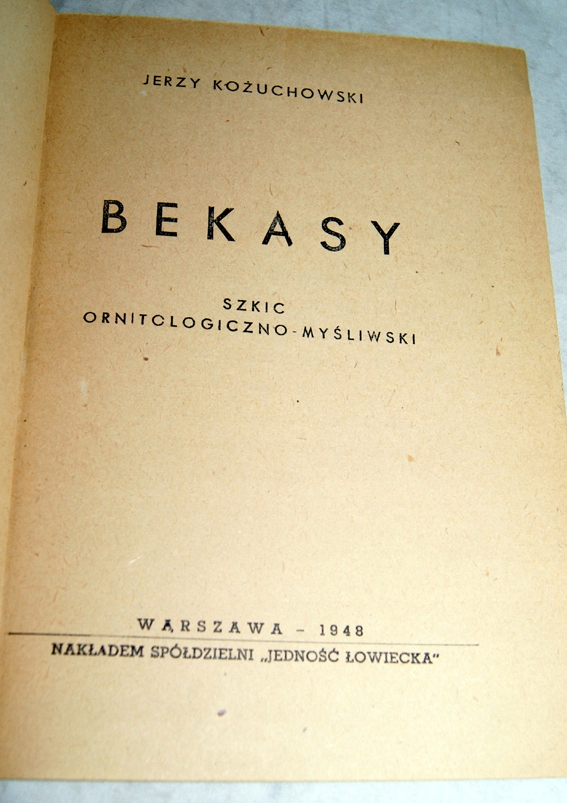 JERZY KOŻUCHOWSKI
BEKASY
SZKIC
ORNITOLOGICZNO-MYŚLIWSKI
WARSZAWA – 1948
NAKŁADEM SPÓŁDZIELNI „JEDNOŚĆ ŁOWIECKA"